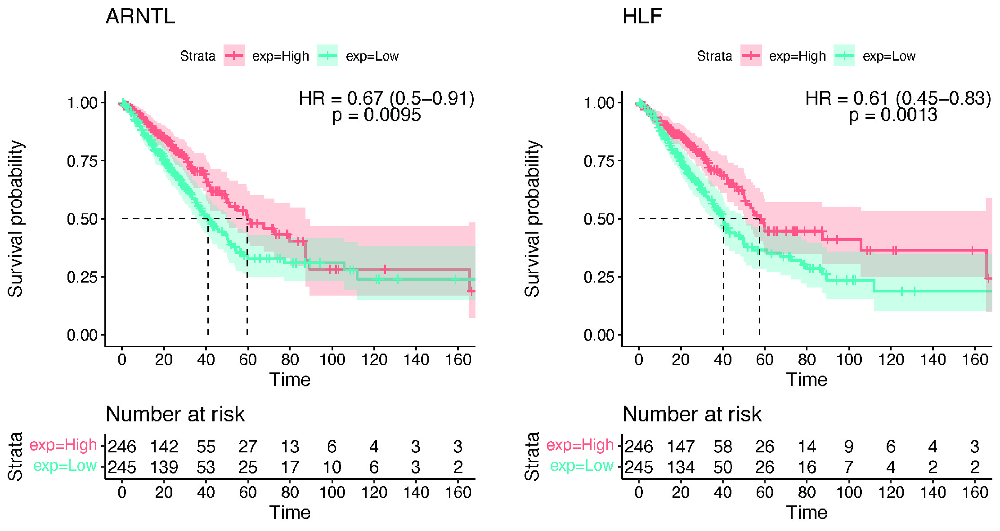 ARNTL
Strata exp=High exp=Low
HR = 0.67 (0.5–0.91)
p = 0.0095
1.00
0.75
0.50
0.25
0.00
Survival probability
0 20 40 60 80 100 120 140 160
Time
Number at risk
Strata
exp=High 246 142 55 27 13 6 4 3 3
exp=Low 245 139 53 25 17 10 6 3 2
0 20 40 60 80 100 120 140 160
Time
HLF
Strata exp=High exp=Low
HR = 0.61 (0.45–0.83)
p = 0.0013
1.00
0.75
0.50
0.25
0.00
Survival probability
0 20 40 60 80 100 120 140 160
Time
Number at risk
Strata
exp=High 246 147 58 26 14 9 6 4 3
exp=Low 245 134 50 26 16 7 4 2 2
0 20 40 60 80 100 120 140 160
Time